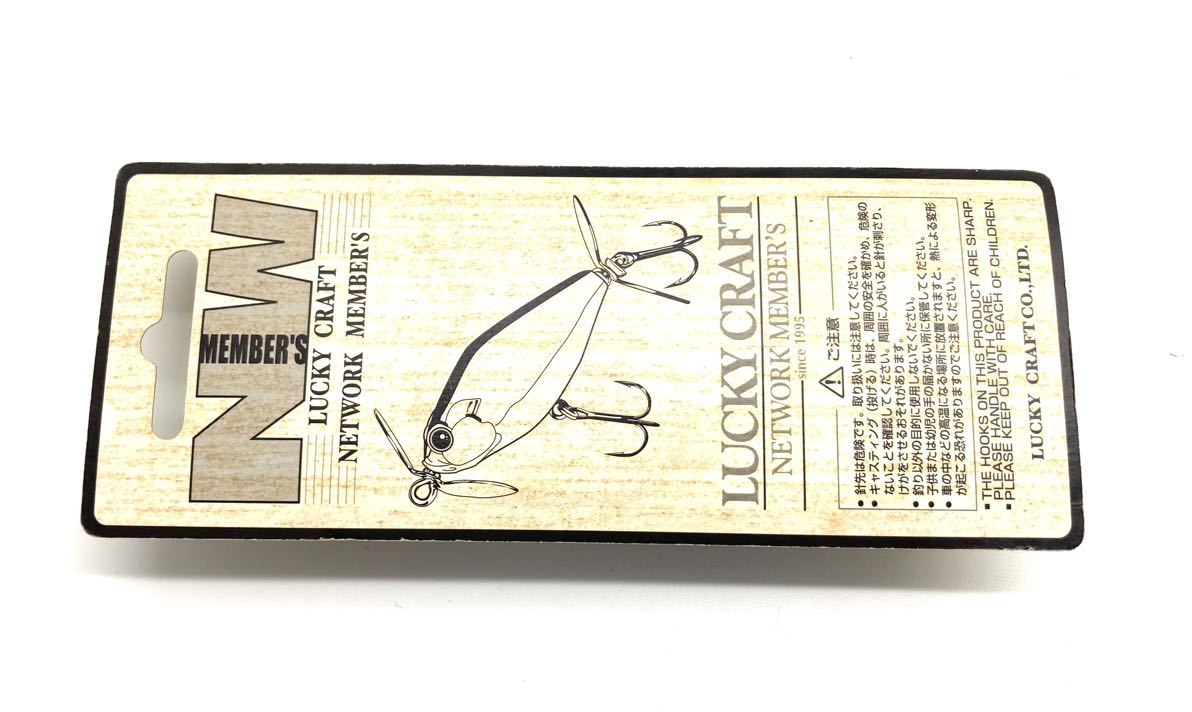 NW
MEMBER'S
LUCKY CRAFT
NETWORK MEMBER'S
LUCKY CRAFT
NETWORK MEMBER'S
since 1995
ご注意
●針先は危険です。取り扱いには注意してください。
●キャスティング（投げる）時は、周囲の安全を確かめ、危険の
ないことを確認してください。周囲に人がいると針が刺さり、
けがをさせるおそれがあります。
●釣り以外の目的に使用しないでください。
●子供または幼児の手の届かない所に保管してください。
●車の中などの高温になる場所に放置されますと、熱による変形
が起こる恐れがありますのでご注意ください。
■THE HOOKS ON THIS PRODUCT ARE SHARP.
PLEASE HANDLE WITH CARE.
■PLEASE KEEP OUT OF REACH OF CHILDREN.
LUCKY CRAFT CO.,LTD.